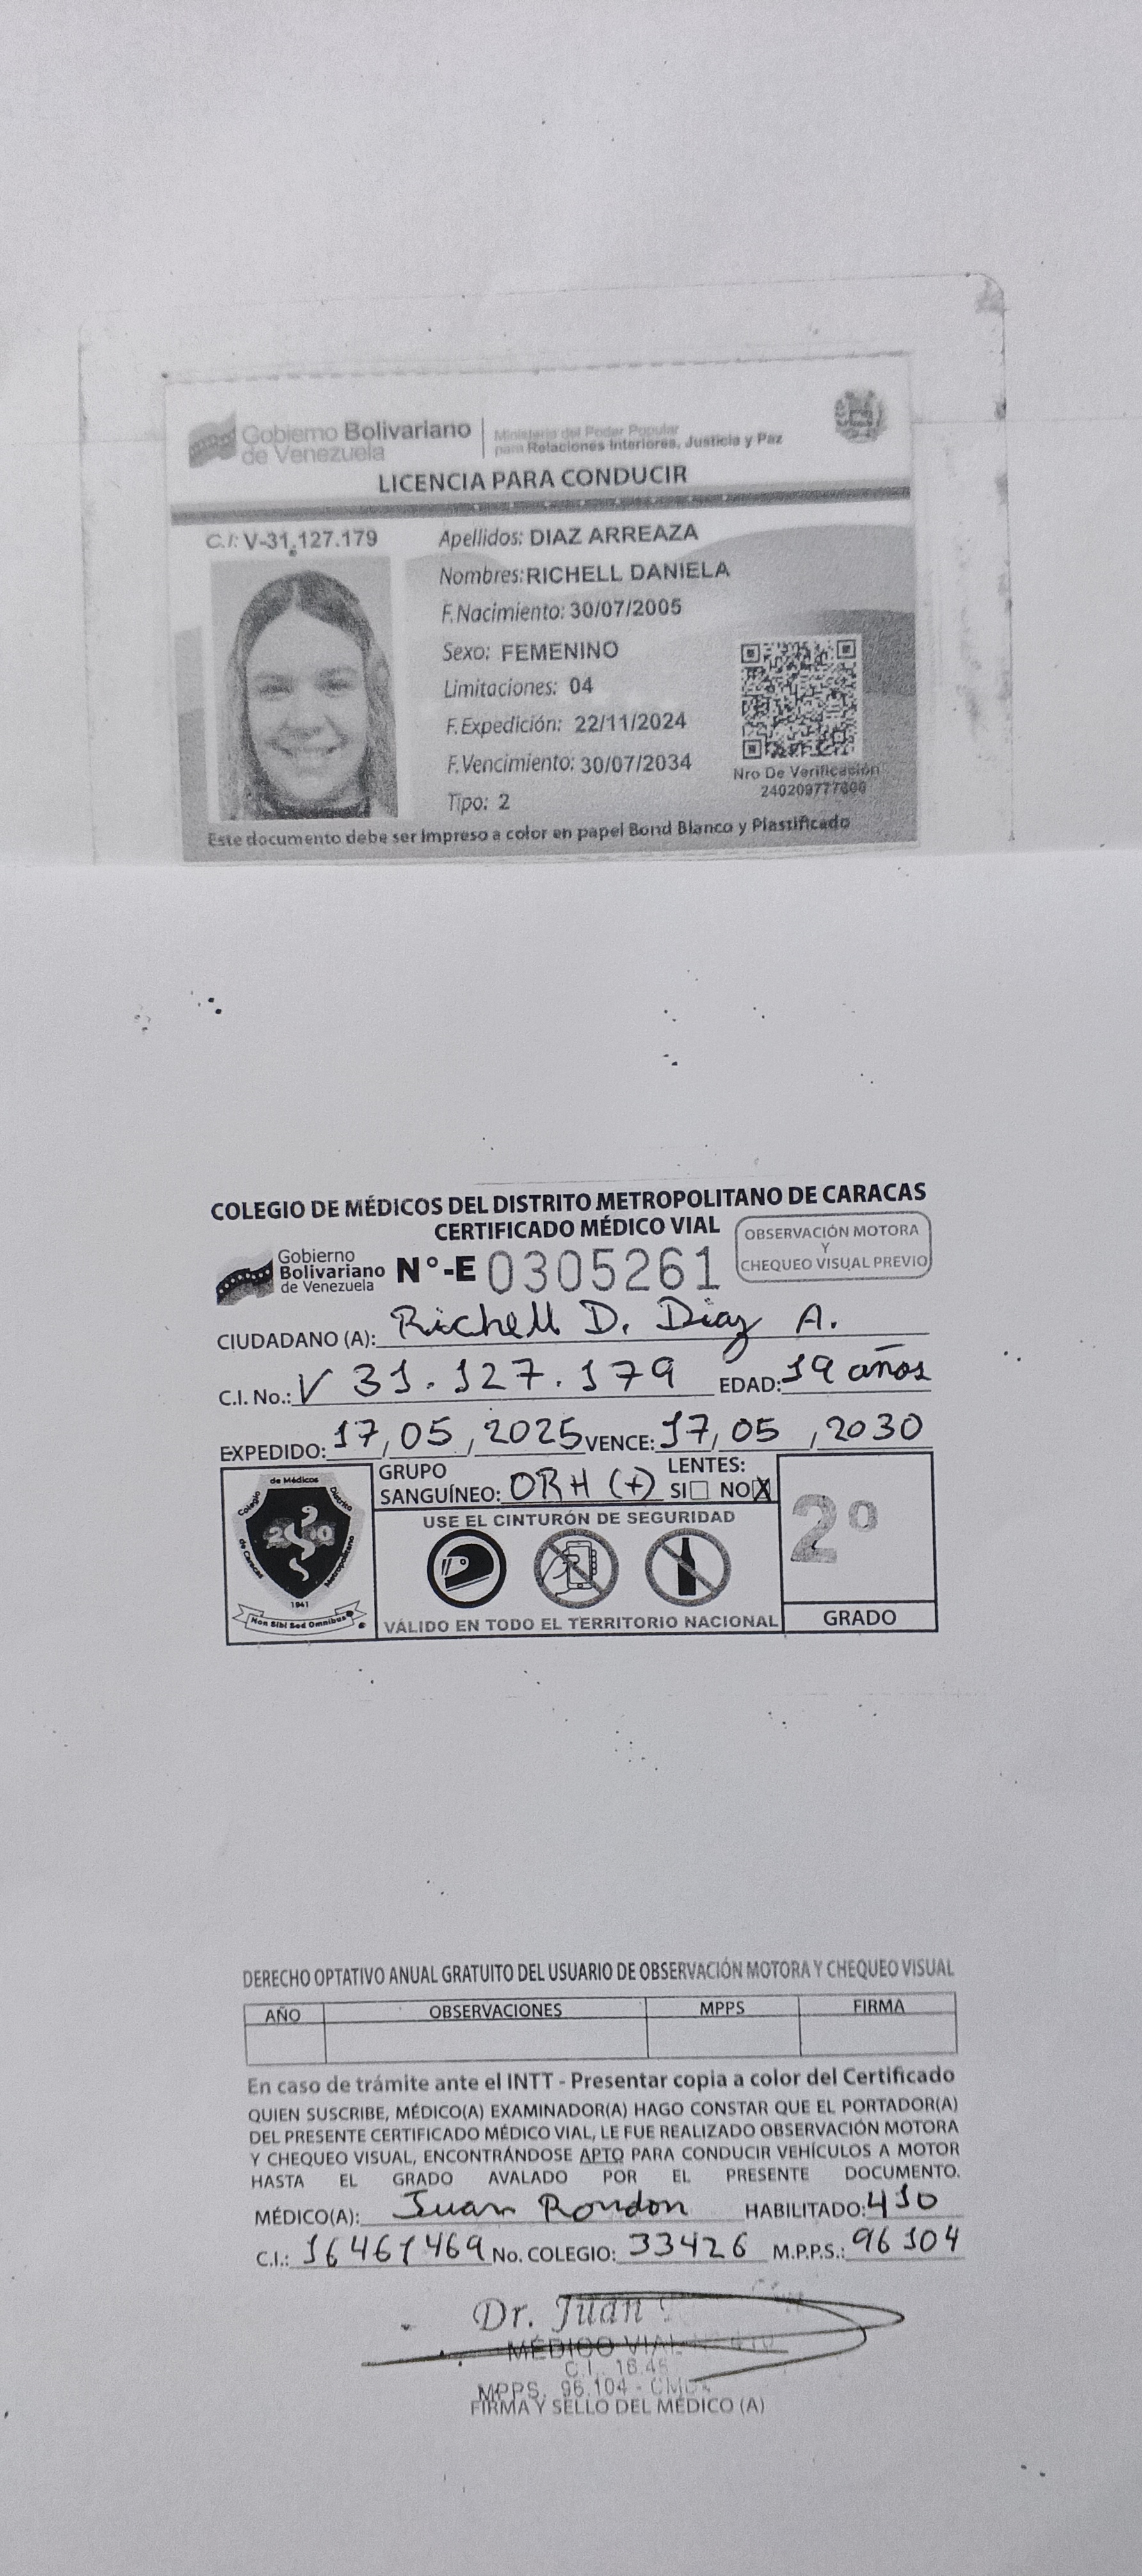 Gobierno Bolivariano
de Venezuela
Ministerio del Poder Popular
para Relaciones Interiores, Justicia y Paz
LICENCIA PARA CONDUCIR
C.I: V-31.127.179
Apellidos: DIAZ ARREAZA
Nombres: RICHELL DANIELA
F.Nacimiento: 30/07/2005
Sexo: FEMENINO
Limitaciones: 04
F.Expedición: 22/11/2024
F.Vencimiento: 30/07/2034
Tipo: 2
Nro De Verificación
Este documento debe ser Impreso a color en papel Bond Blanco y Plastificado
COLEGIO DE MÉDICOS DEL DISTRITO METROPOLITANO DE CARACAS
CERTIFICADO MÉDICO VIAL
OBSERVACIÓN MOTORA
Y
CHEQUEO VISUAL PREVIO
Gobierno
Bolivariano
de Venezuela
N°-E 0305261
CIUDADANO (A): Richell D. Diaz A.
C.I. No.: V 31.127.179 EDAD: 19 años
EXPEDIDO: 17, 05, 2025 VENCE: 17, 05, 2030
GRUPO
SANGUÍNEO: ORH (+)
LENTES:
SI NO X
USE EL CINTURÓN DE SEGURIDAD
VÁLIDO EN TODO EL TERRITORIO NACIONAL
2º
GRADO
Colegio de Médicos Distrito
Metropolitano de Caracas
1941
Non Sibi Sed Omnibus
DERECHO OPTATIVO ANUAL GRATUITO DEL USUARIO DE OBSERVACIÓN MOTORA Y CHEQUEO VISUAL
AÑO OBSERVACIONES MPPS FIRMA
En caso de trámite ante el INTT - Presentar copia a color del Certificado
QUIEN SUSCRIBE, MÉDICO(A) EXAMINADOR(A) HAGO CONSTAR QUE EL PORTADOR(A)
DEL PRESENTE CERTIFICADO MÉDICO VIAL, LE FUE REALIZADO OBSERVACIÓN MOTORA
Y CHEQUEO VISUAL, ENCONTRÁNDOSE APTO PARA CONDUCIR VEHÍCULOS A MOTOR
HASTA EL GRADO AVALADO POR EL PRESENTE DOCUMENTO.
MÉDICO(A): Juan Rondon HABILITADO: 410
C.I.: 16461469 No. COLEGIO: 33426 M.P.P.S.: 96104
Dr. Juan
MÉDICO VIAL
C.I. 16.46
MPPS. 96.104 -
FIRMA Y SELLO DEL MÉDICO (A)